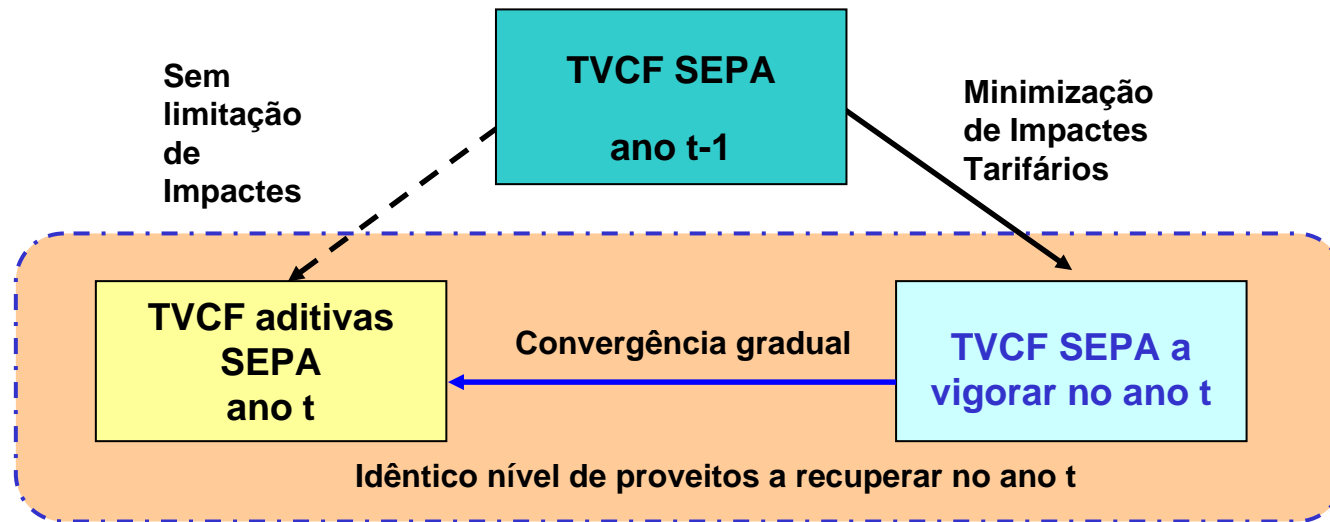 TVCF SEPA
ano t-1
Sem
limitação
de
Impactes
Minimização
de Impactes
Tarifários
TVCF aditivas
SEPA
ano t
Convergência gradual
TVCF SEPA a
vigorar no ano t
Idêntico nível de proveitos a recuperar no ano t